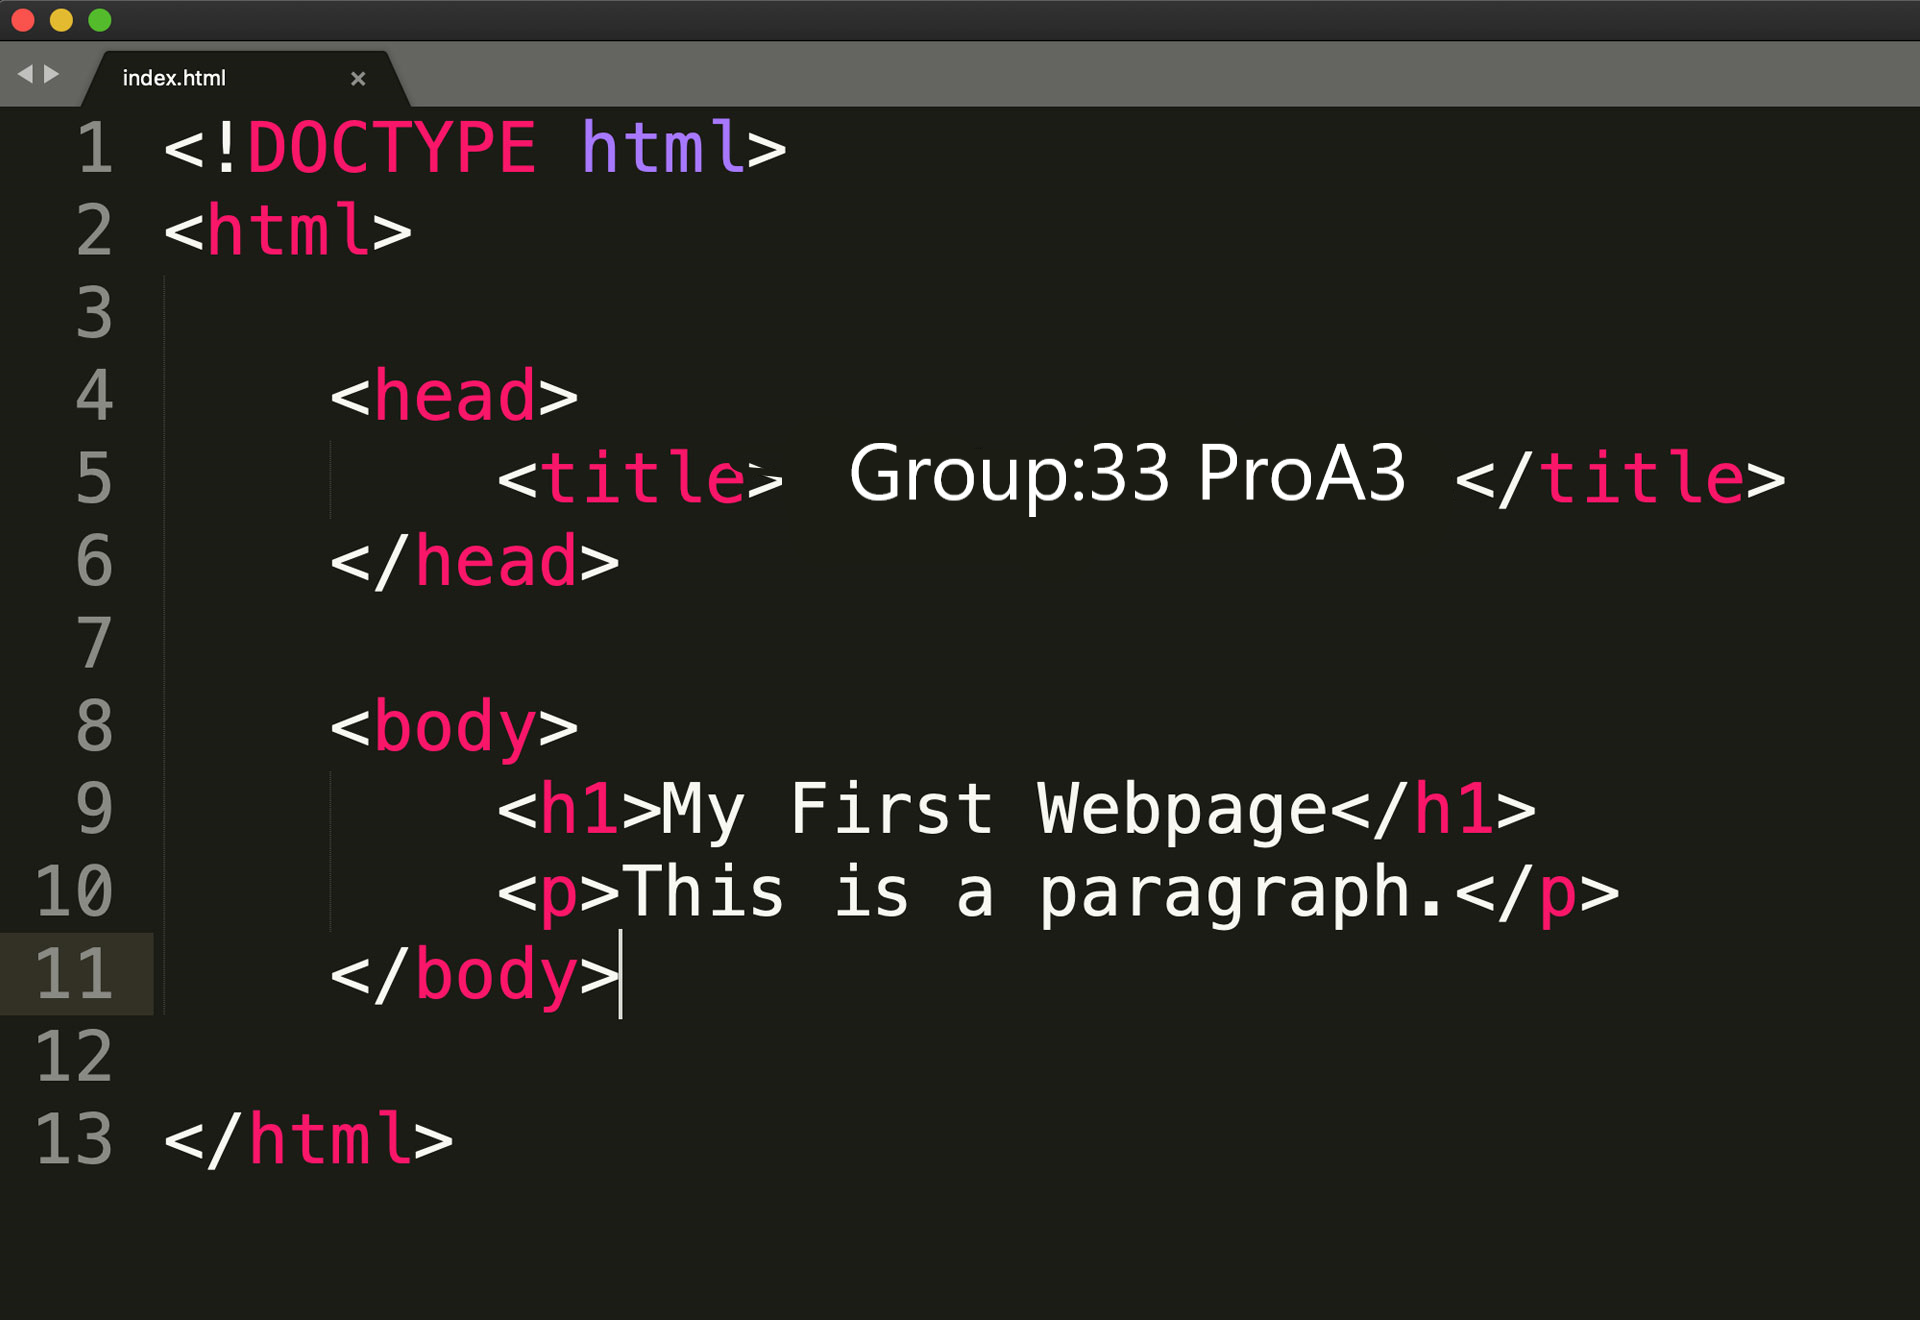 index.html
1 <!DOCTYPE html>
2 <html>
3
4 <head>
5 <title> Group:33 ProA3 </title>
6 </head>
7
8 <body>
9 <h1>My First Webpage</h1>
10 <p>This is a paragraph.</p>
11 </body>
12
13 </html>